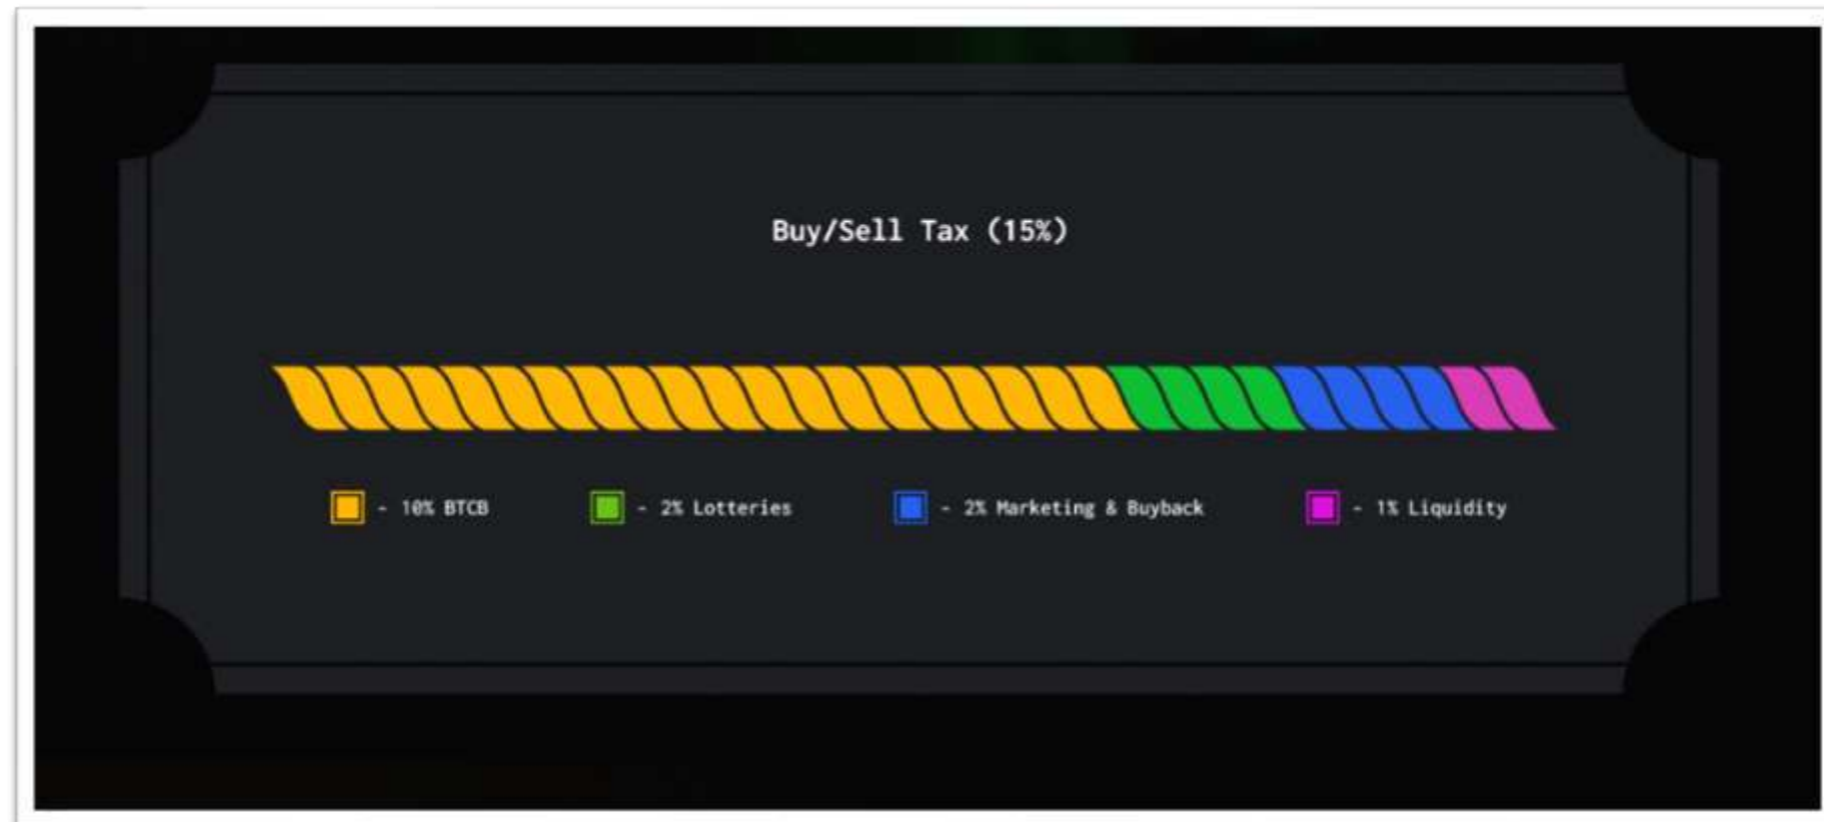 Buy/Sell Tax (15%)
- 10% BTCB - 2% Lotteries - 2% Marketing & Buyback - 1% Liquidity